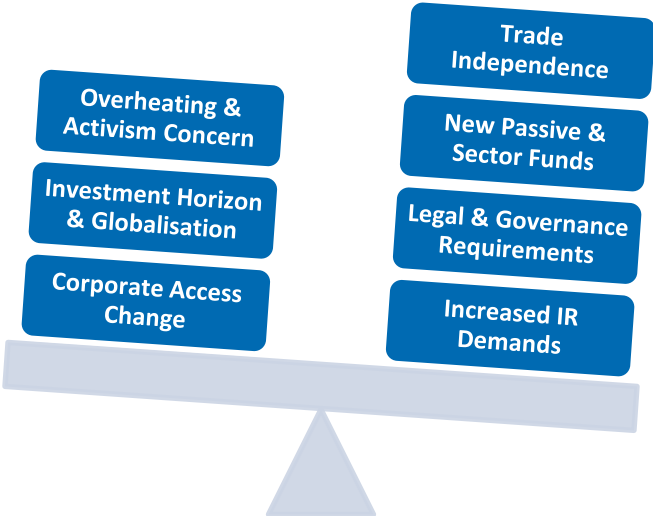 Overheating &
Activism Concern
Investment Horizon
& Globalisation
Corporate Access
Change
Trade
Independence
New Passive &
Sector Funds
Legal & Governance
Requirements
Increased IR
Demands